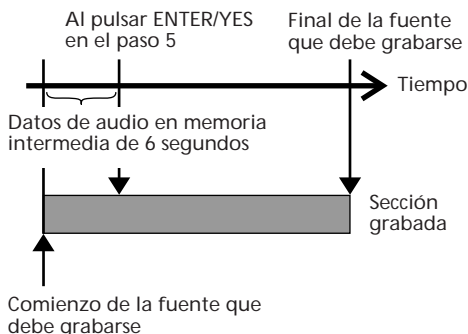 Al pulsar ENTER/YES
en el paso 5
Final de la fuente
que debe grabarse
Tiempo
Datos de audio en memoria
intermedia de 6 segundos
Sección
grabada
Comienzo de la fuente que
debe grabarse